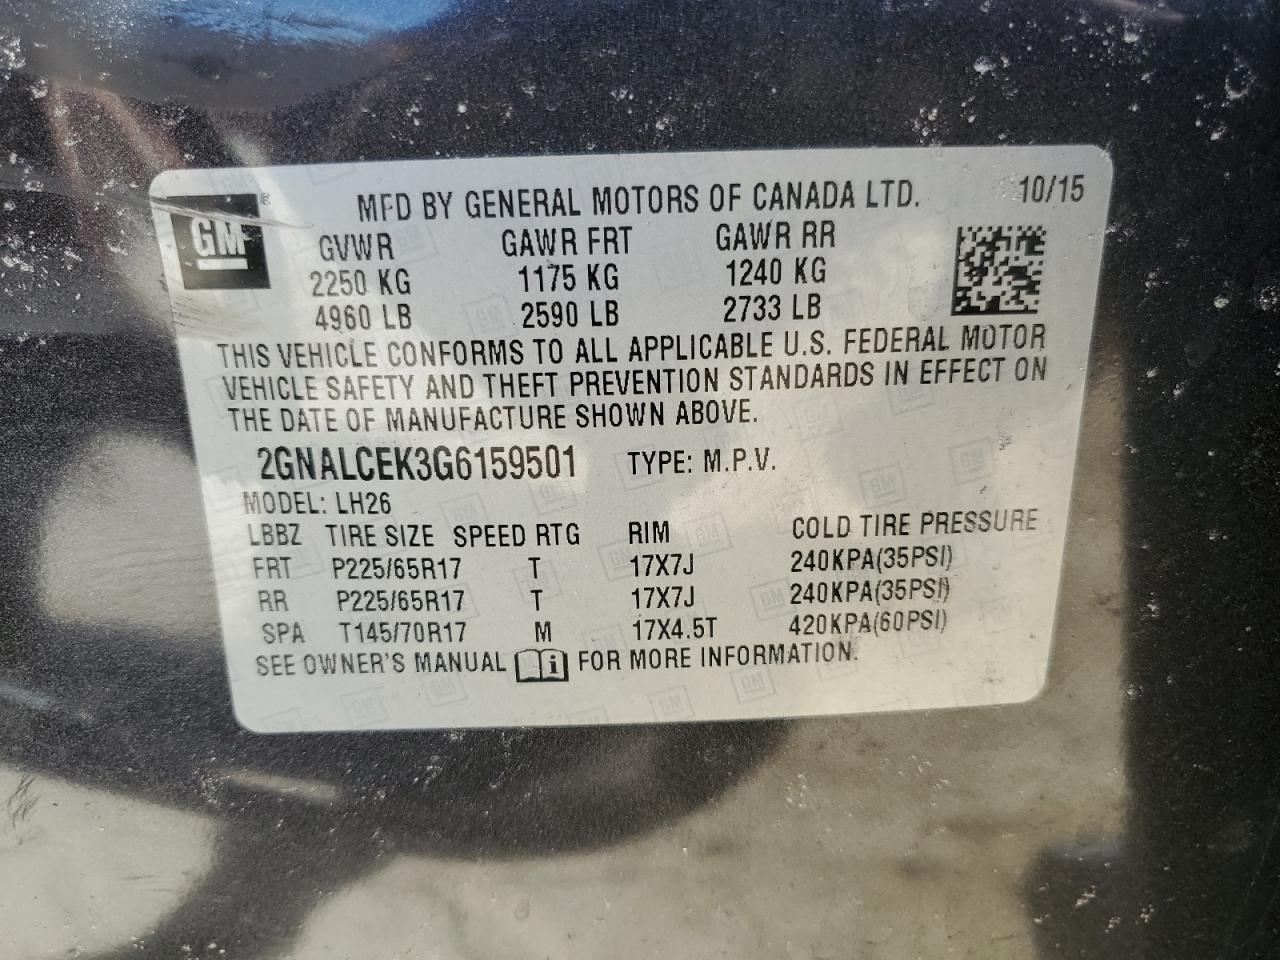 GM ®
MFD BY GENERAL MOTORS OF CANADA LTD. 10/15
GVWR GAWR FRT GAWR RR
2250 KG 1175 KG 1240 KG
4960 LB 2590 LB 2733 LB
THIS VEHICLE CONFORMS TO ALL APPLICABLE U.S. FEDERAL MOTOR
VEHICLE SAFETY AND THEFT PREVENTION STANDARDS IN EFFECT ON
THE DATE OF MANUFACTURE SHOWN ABOVE.
2GNALCEK3G6159501 TYPE: M.P.V.
MODEL: LH26
LBBZ TIRE SIZE SPEED RTG RIM COLD TIRE PRESSURE
FRT P225/65R17 T 17X7J 240KPA(35PSI)
RR P225/65R17 T 17X7J 240KPA(35PSI)
SPA T145/70R17 M 17X4.5T 420KPA(60PSI)
SEE OWNER'S MANUAL i FOR MORE INFORMATION.